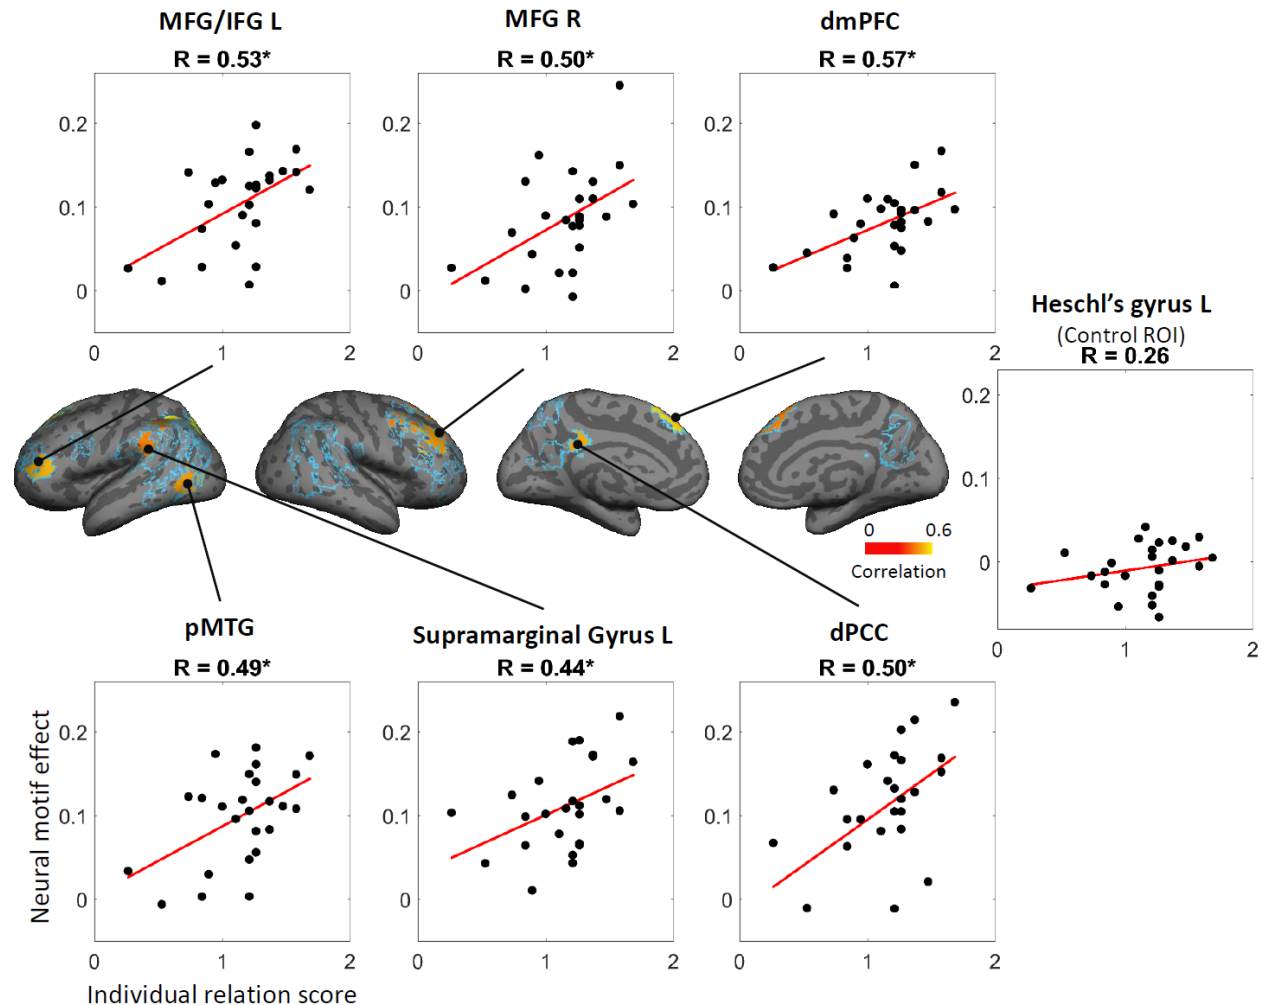 MFG/IFG L
R = 0.53*
MFG R
R = 0.50*
dmPFC
R = 0.57*
0.2
0.1
0
0
1
2
0.2
0.1
0
0
1
2
0.2
0.1
0
0
1
2
Heschl's gyrus L
(Control ROI)
R = 0.26
0.2
0.1
0
0
1
2
0
0.6
Correlation
pMTG
R = 0.49*
Supramarginal Gyrus L
R = 0.44*
dPCC
R = 0.50*
Neural motif effect
0.2
0.1
0
0
1
2
0.2
0.1
0
0
1
2
0.2
0.1
0
0
1
2
Individual relation score